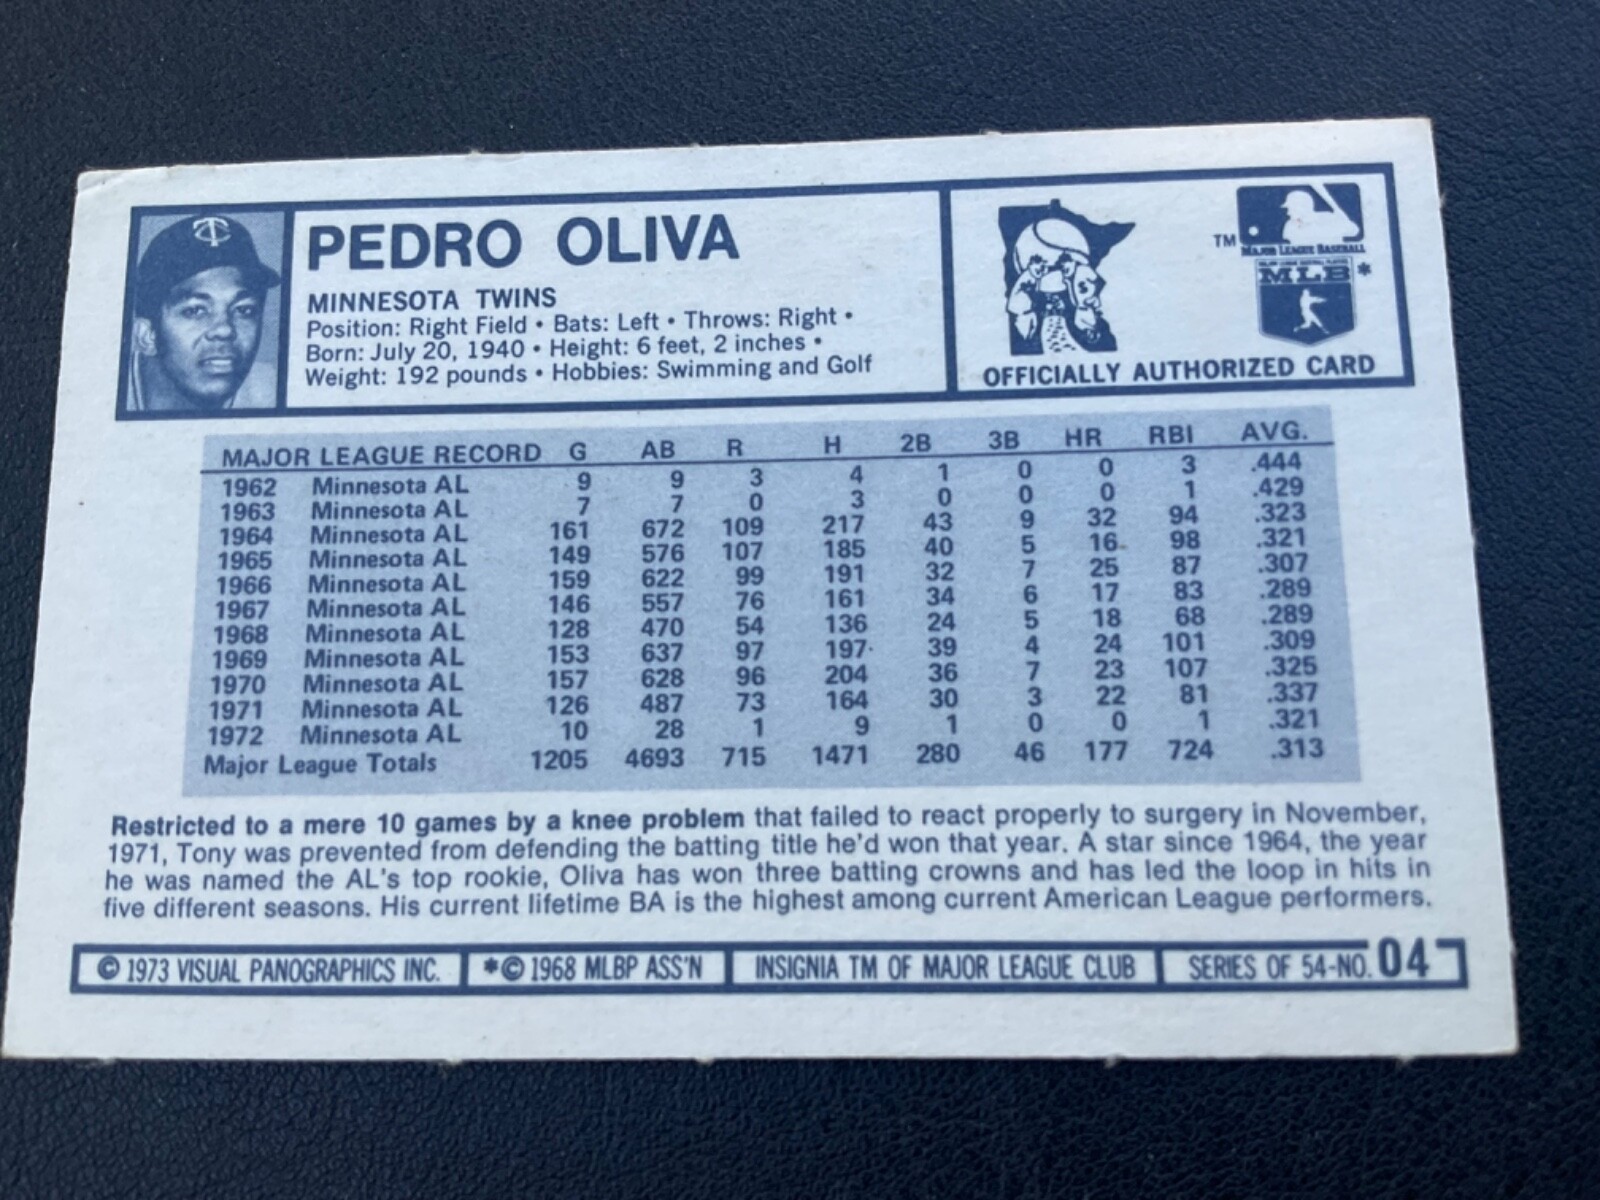 PEDRO OLIVA
MINNESOTA TWINS
Position: Right Field • Bats: Left • Throws: Right •
Born: July 20, 1940 • Height: 6 feet, 2 inches •
Weight: 192 pounds • Hobbies: Swimming and Golf
TC
TM
MAJOR LEAGUE BASEBALL
MLB*
OFFICIALLY AUTHORIZED CARD
MAJOR LEAGUE RECORD G AB R H 2B 3B HR RBI AVG.
1962 Minnesota AL 9 9 3 4 1 0 0 3 .444
1963 Minnesota AL 7 7 0 3 0 0 0 1 .429
1964 Minnesota AL 161 672 109 217 43 9 32 94 .323
1965 Minnesota AL 149 576 107 185 40 5 16 98 .321
1966 Minnesota AL 159 622 99 191 32 7 25 87 .307
1967 Minnesota AL 146 557 76 161 34 6 17 83 .289
1968 Minnesota AL 128 470 54 136 24 5 18 68 .289
1969 Minnesota AL 153 637 97 197 39 4 24 101 .309
1970 Minnesota AL 157 628 96 204 36 7 23 107 .325
1971 Minnesota AL 126 487 73 164 30 3 22 81 .337
1972 Minnesota AL 10 28 1 9 1 0 0 1 .321
Major League Totals 1205 4693 715 1471 280 46 177 724 .313
Restricted to a mere 10 games by a knee problem that failed to react properly to surgery in November,
1971, Tony was prevented from defending the batting title he'd won that year. A star since 1964, the year
he was named the AL's top rookie, Oliva has won three batting crowns and has led the loop in hits in
five different seasons. His current lifetime BA is the highest among current American League performers.
© 1973 VISUAL PANOGRAPHICS INC. *© 1968 MLBP ASS'N INSIGNIA TM OF MAJOR LEAGUE CLUB SERIES OF 54-NO. 04